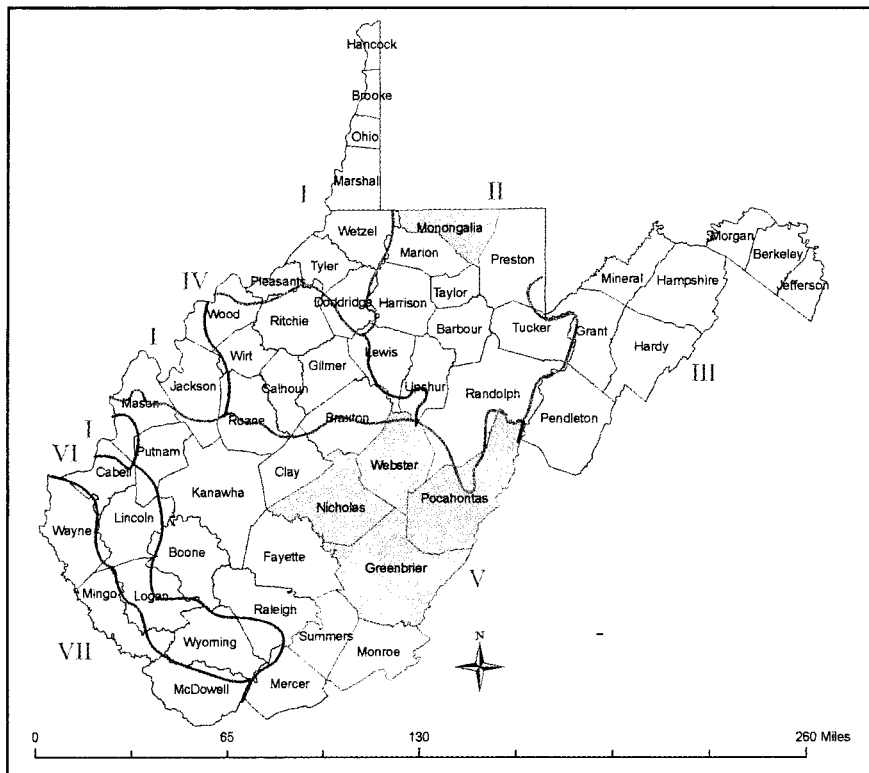 Hancock
Brooke
Ohio
Marshall
I
II
Wetzel
Monongalia
Marion
Preston
Morgan
Berkeley
Jefferson
Tyler
Pleasants
IV
Mineral
Hampshire
Wood
Doddridge
Harrison
Taylor
Ritchie
Barbour
Tucker
Grant
I
Wirt
Lewis
Hardy
Gilmer
III
Jackson
Calhoun
Upshur
Randolph
Mason
Roane
Braxton
Pendleton
I
Putnam
VI
Cabell
Clay
Webster
Kanawha
Pocahontas
Nicholas
Lincoln
Wayne
Boone
Fayette
Greenbrier
V
Mingo
Logan
Raleigh
Summers
Wyoming
Monroe
N
VII
McDowell
Mercer
0 65 130 260 Miles